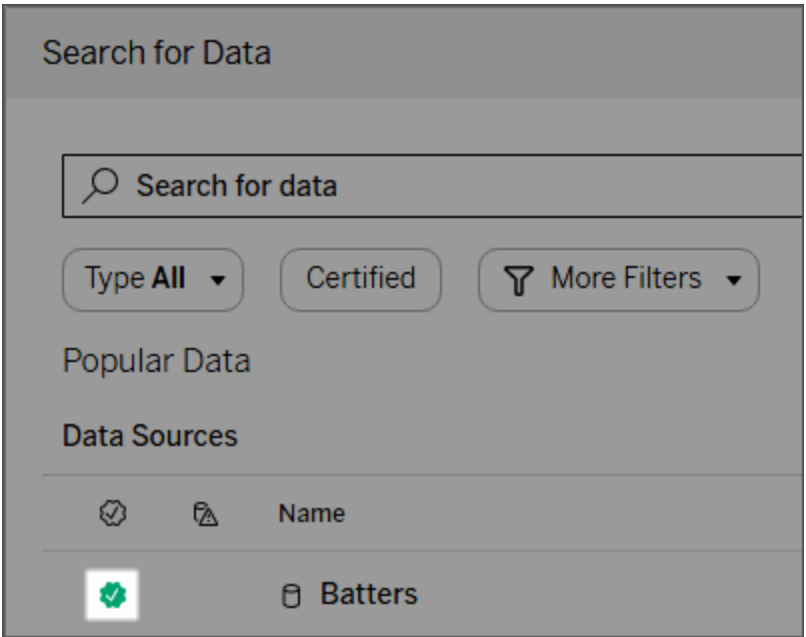 Search for Data
Search for data
Type All
Certified
More Filters
Popular Data
Data Sources
Name
Batters